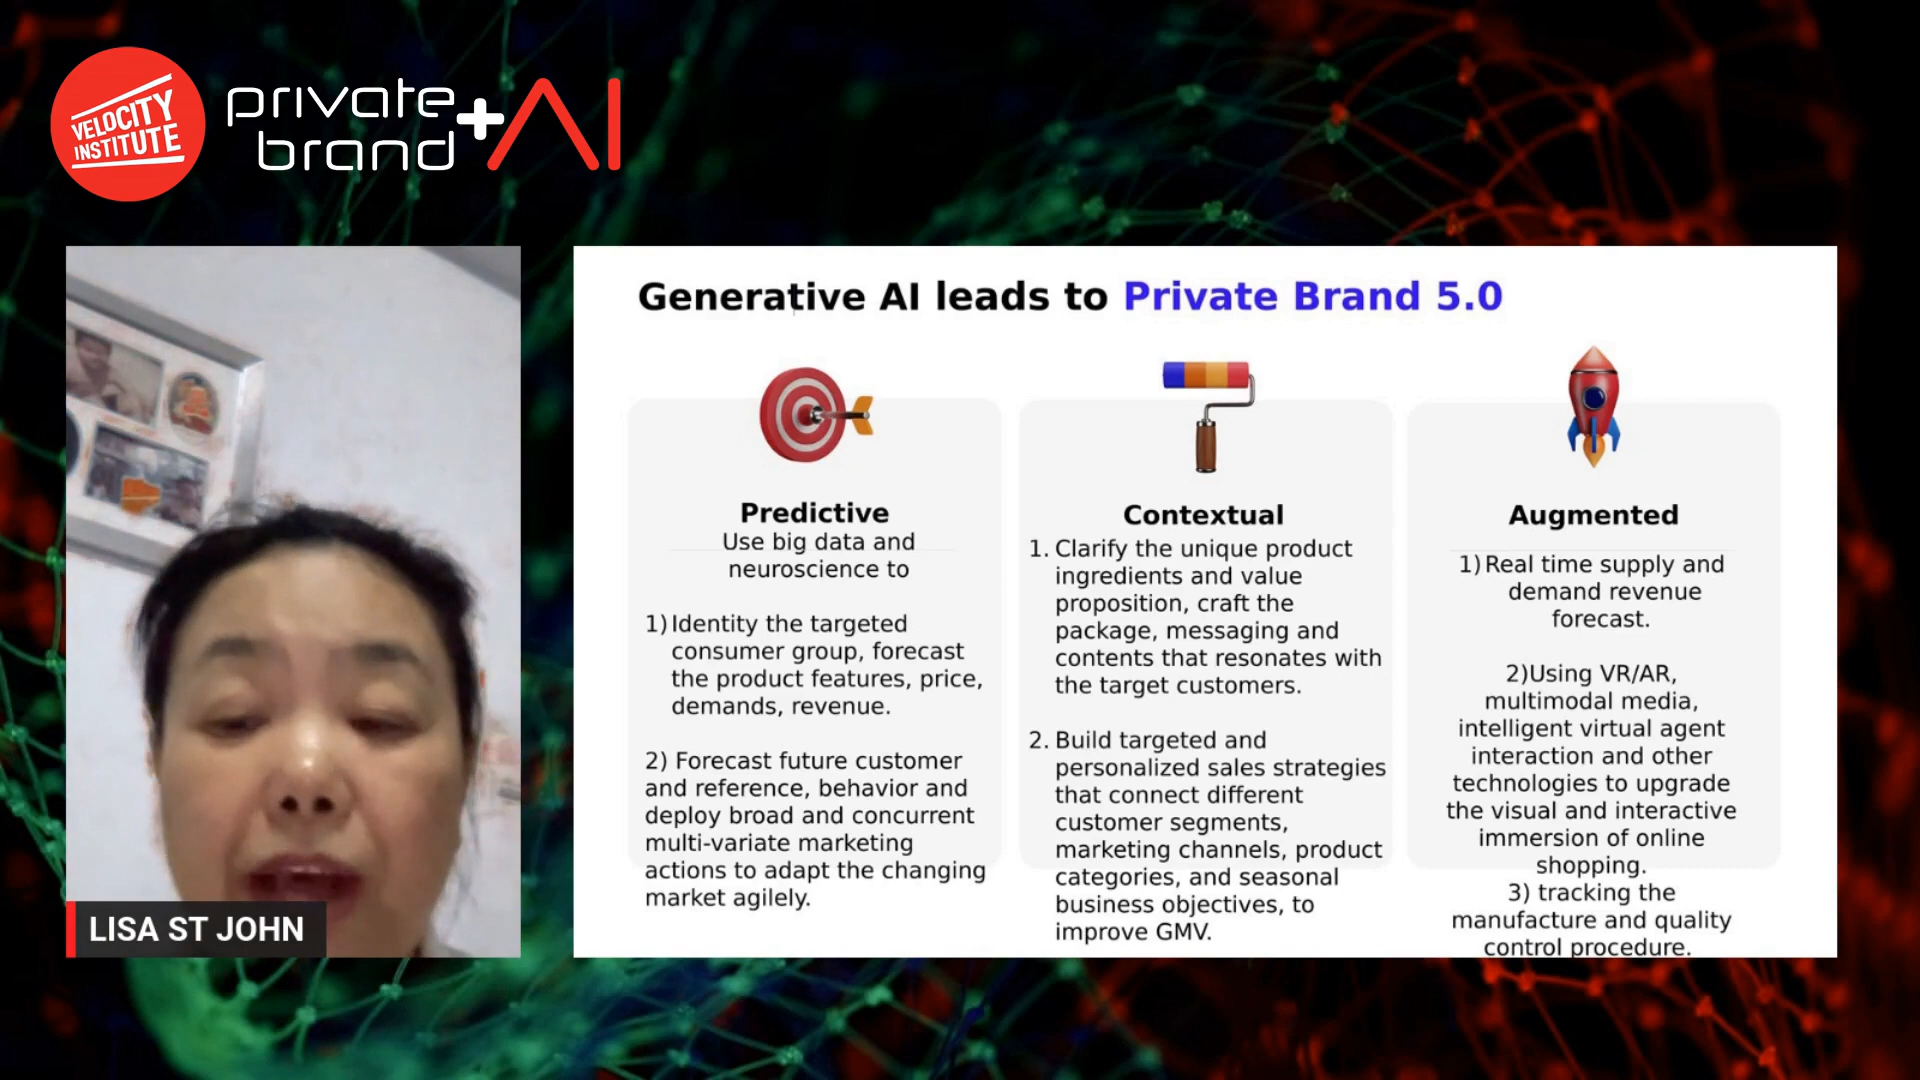 VELOCITY
INSTITUTE
private
brand
+AI
Generative AI leads to Private Brand 5.0
Predictive
Use big data and
neuroscience to
1) Identity the targeted
consumer group, forecast
the product features, price,
demands, revenue.
2) Forecast future customer
and reference, behavior and
deploy broad and concurrent
multi-variate marketing
actions to adapt the changing
market agilely.
Contextual
1. Clarify the unique product
ingredients and value
proposition, craft the
package, messaging and
contents that resonates with
the target customers.
2. Build targeted and
personalized sales strategies
that connect different
customer segments,
marketing channels, product
categories, and seasonal
business objectives, to
improve GMV.
Augmented
1) Real time supply and
demand revenue
forecast.
2)Using VR/AR,
multimodal media,
intelligent virtual agent
interaction and other
technologies to upgrade
the visual and interactive
immersion of online
shopping.
3) tracking the
manufacture and quality
control procedure.
LISA ST JOHN